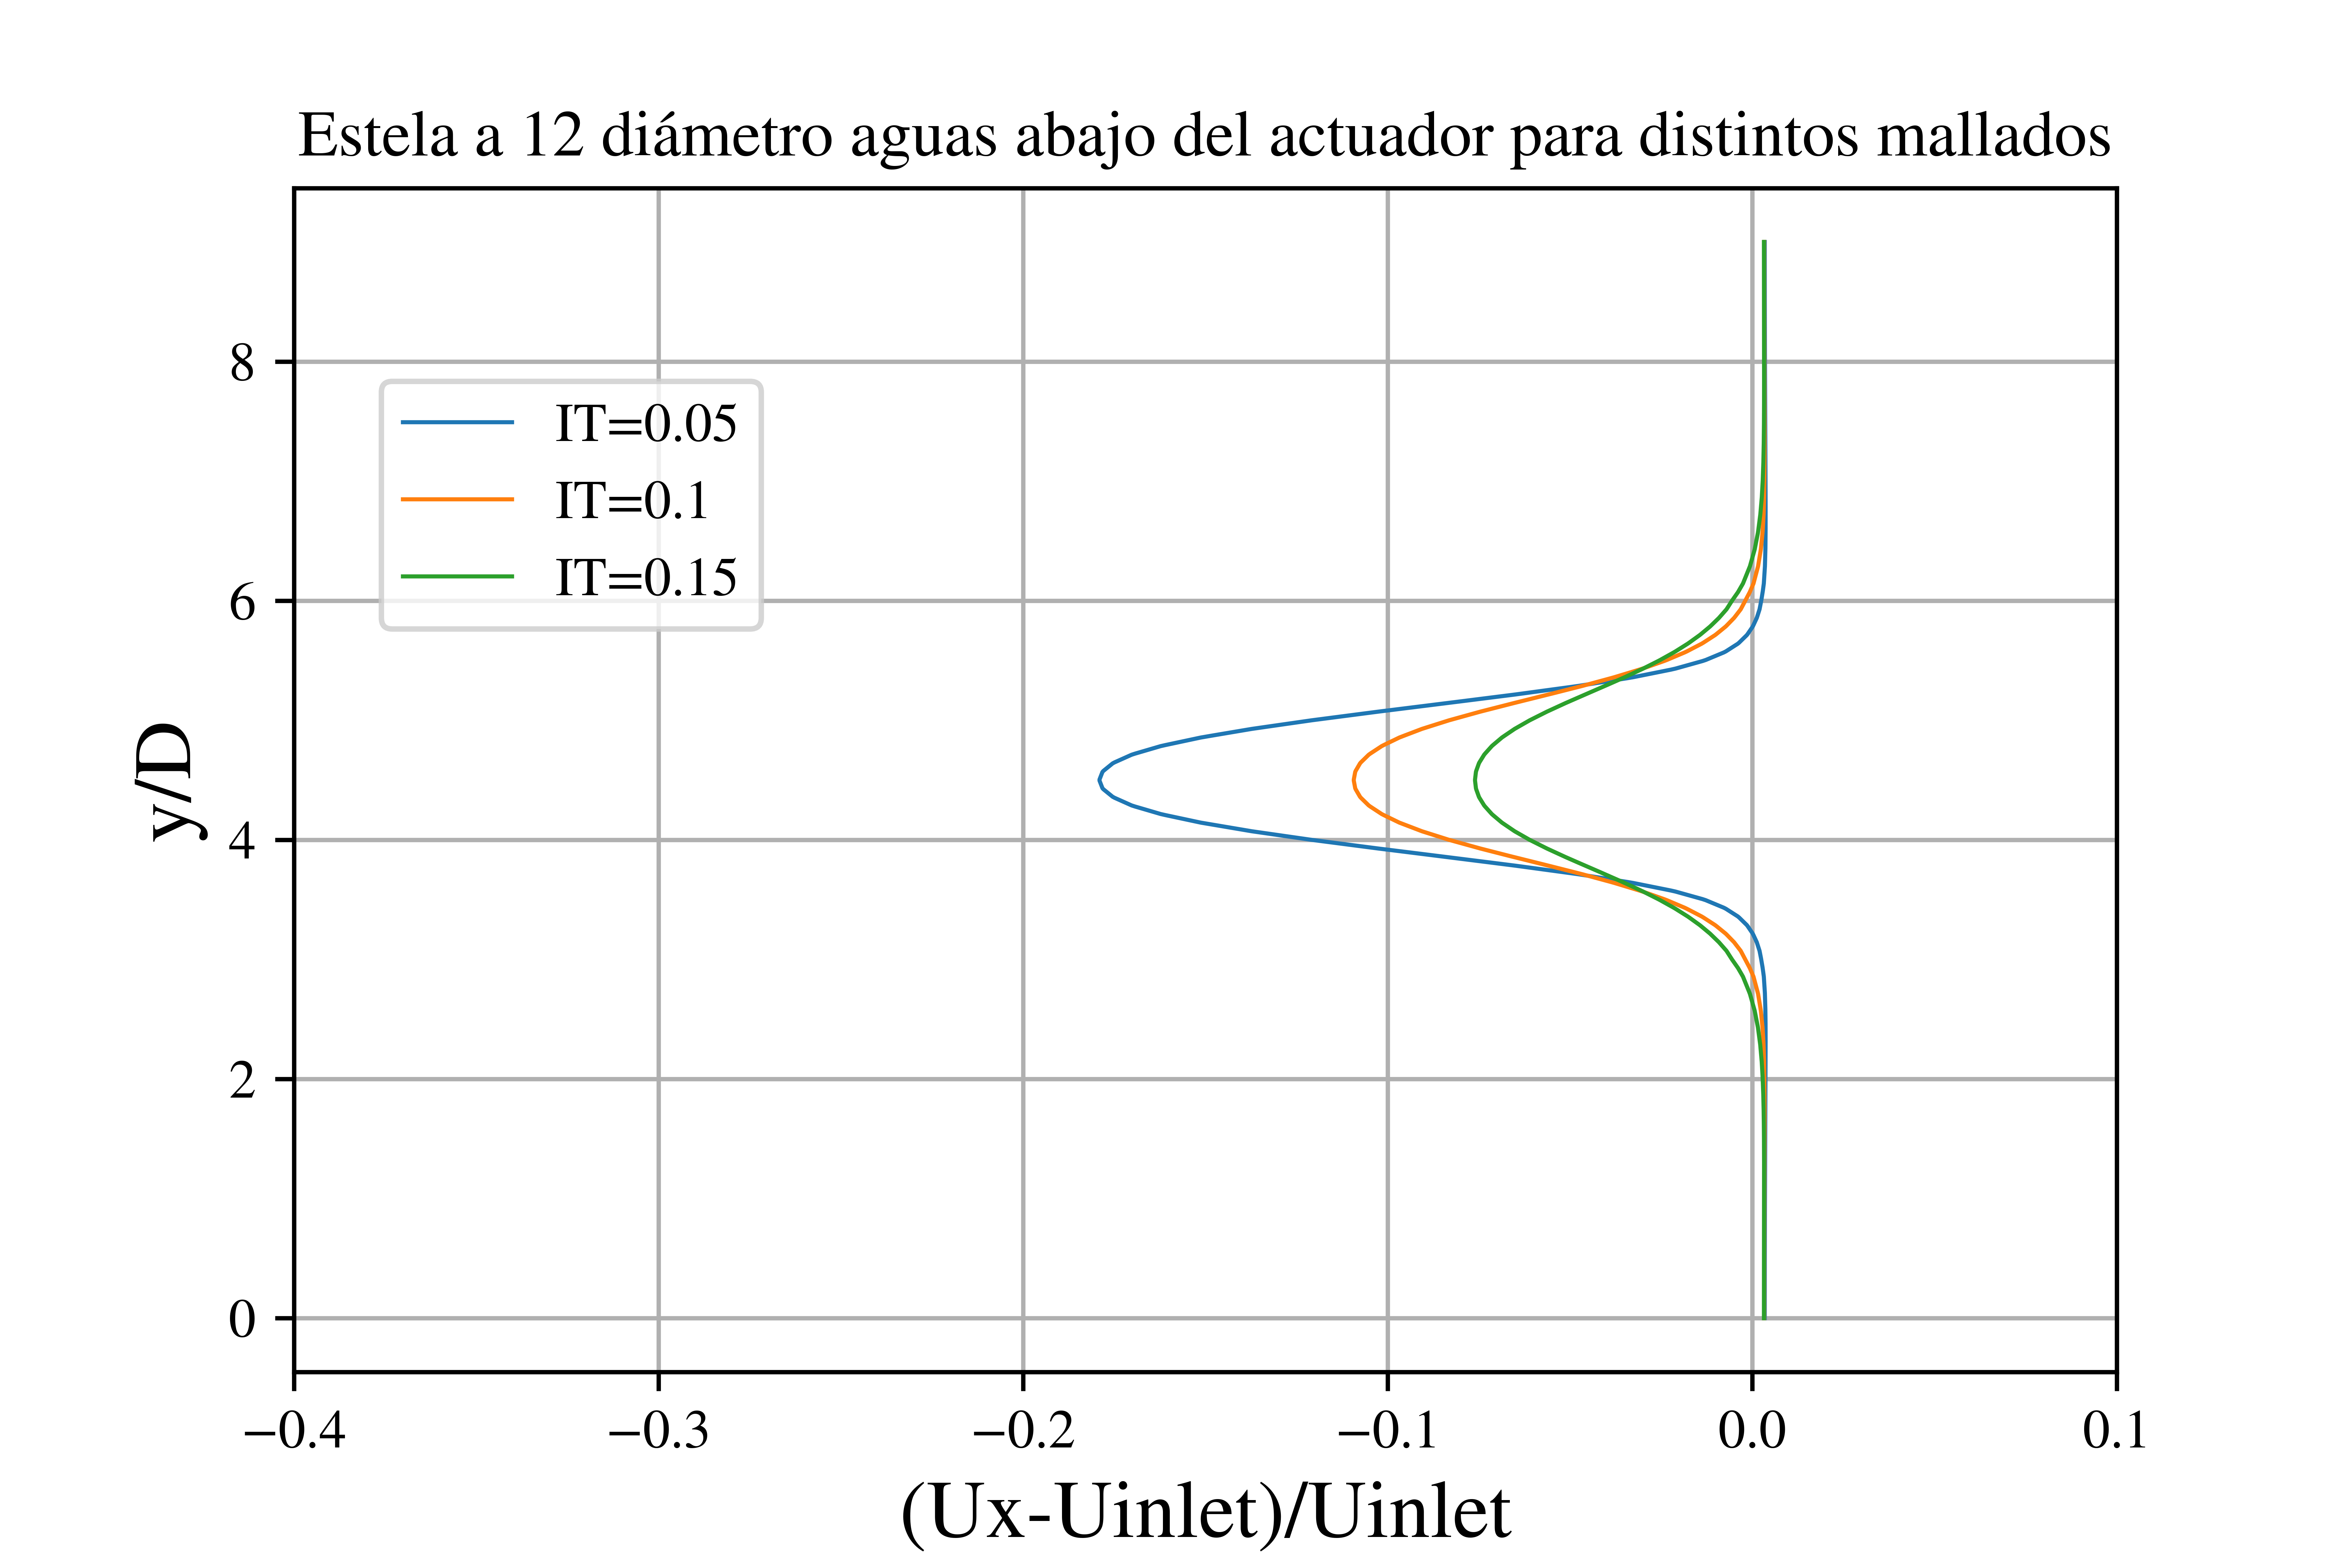 Estela a 12 diámetro aguas abajo del actuador para distintos mallados
y/D
8
6
4
2
0
IT=0.05
IT=0.1
IT=0.15
−0.4 −0.3 −0.2 −0.1 0.0 0.1
(Ux-Uinlet)/Uinlet